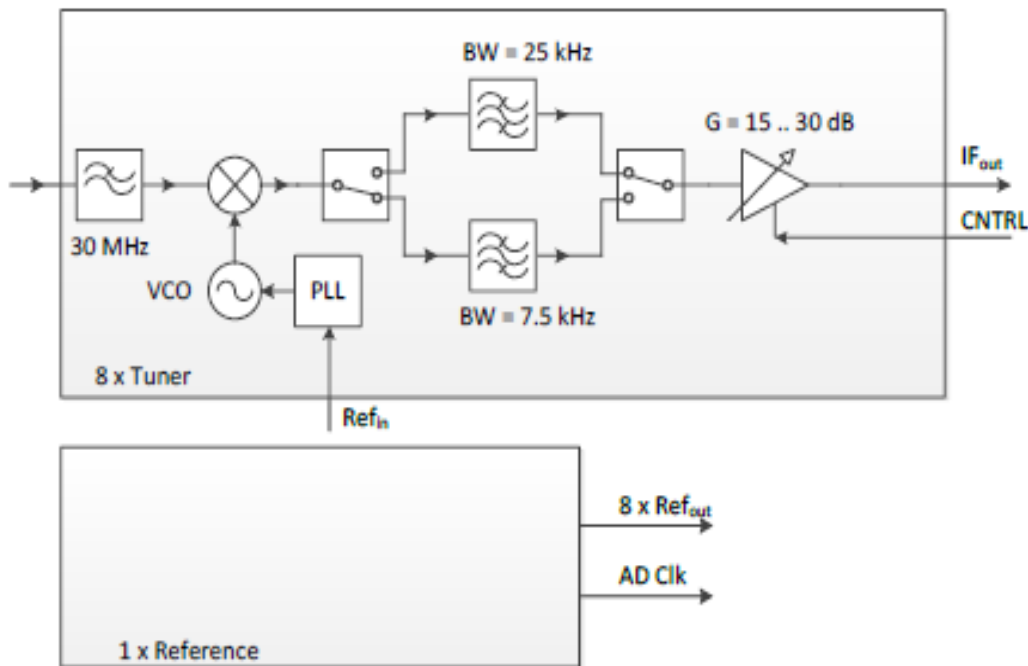 BW = 25 kHz
G = 15 .. 30 dB
IFout
CNTRL
30 MHz
VCO
PLL
BW = 7.5 kHz
8 x Tuner
Refin
8 x Refout
AD Clk
1 x Reference